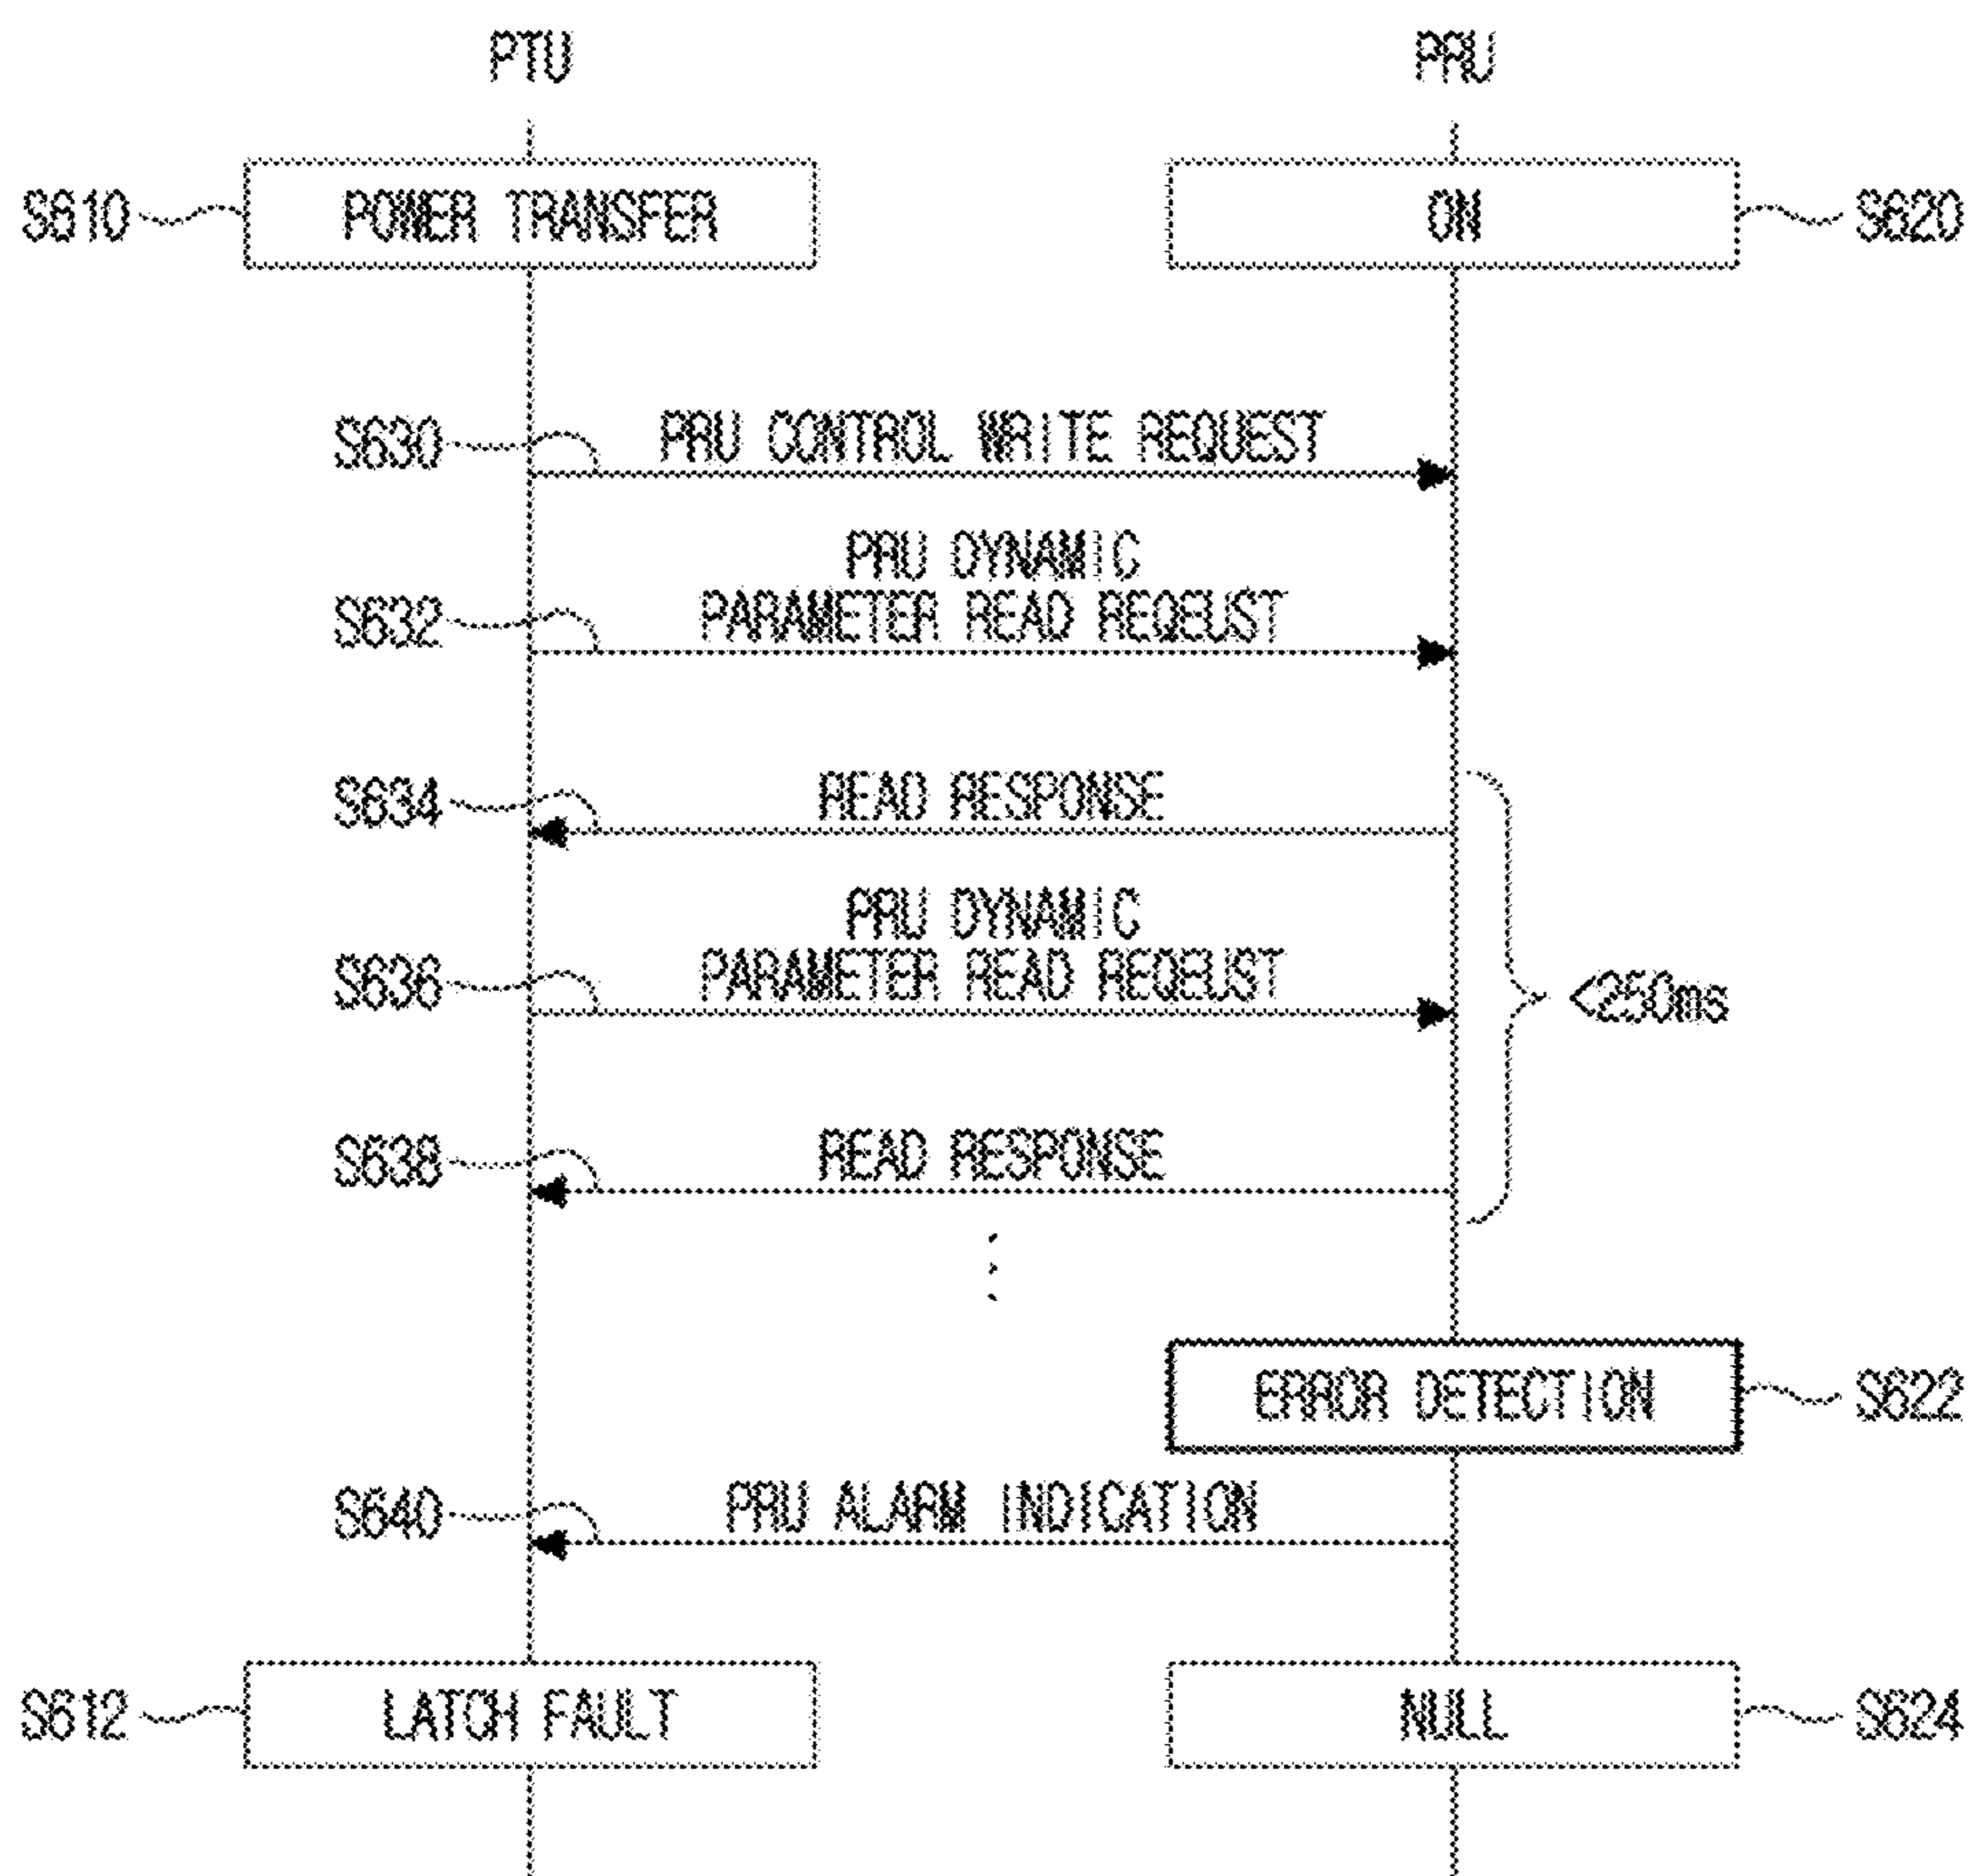 PTU PRU
S610 POWER TRANSFER ON S620
S630 PRU CONTROL WRITE REQUEST
PRU DYNAMIC
S632 PARAMETER READ REQEUST
S634 READ RESPONSE
PRU DYNAMIC
S636 PARAMETER READ REQEUST
<250ms
S638 READ RESPONSE
ERROR DETECTION S622
S640 PRU ALARM INDICATION
S612 LATCH FAULT NULL S624